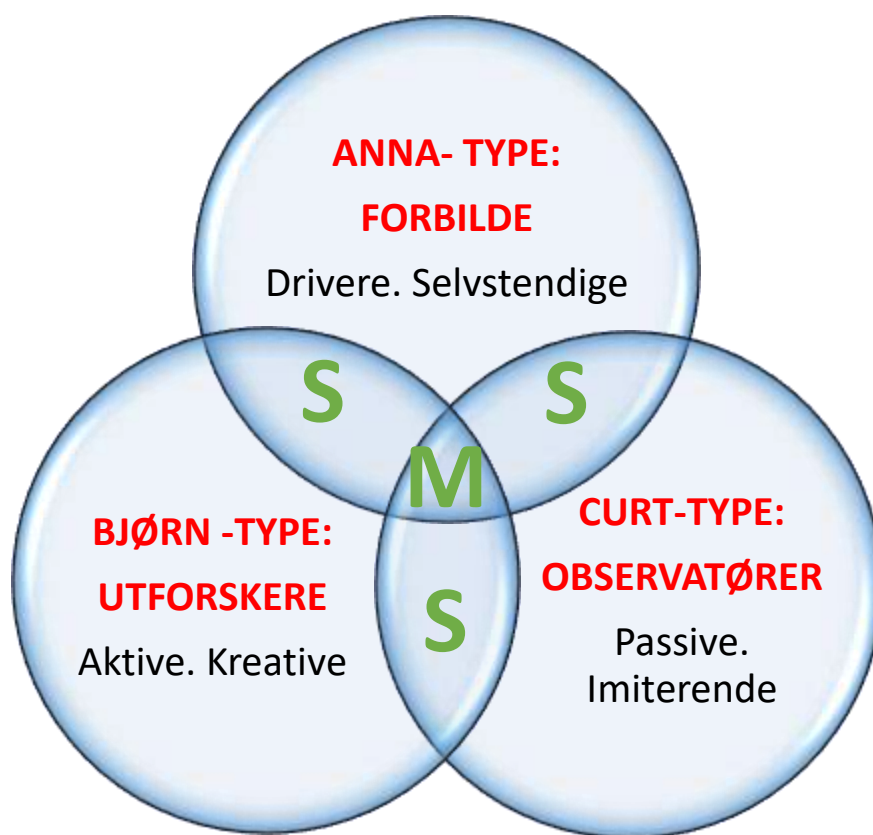 ANNA- TYPE:
FORBILDE
Drivere. Selvstendige
S
S
M
BJØRN -TYPE:
UTFORSKERE
Aktive. Kreative
CURT-TYPE:
OBSERVATØRER
Passive.
Imiterende
S